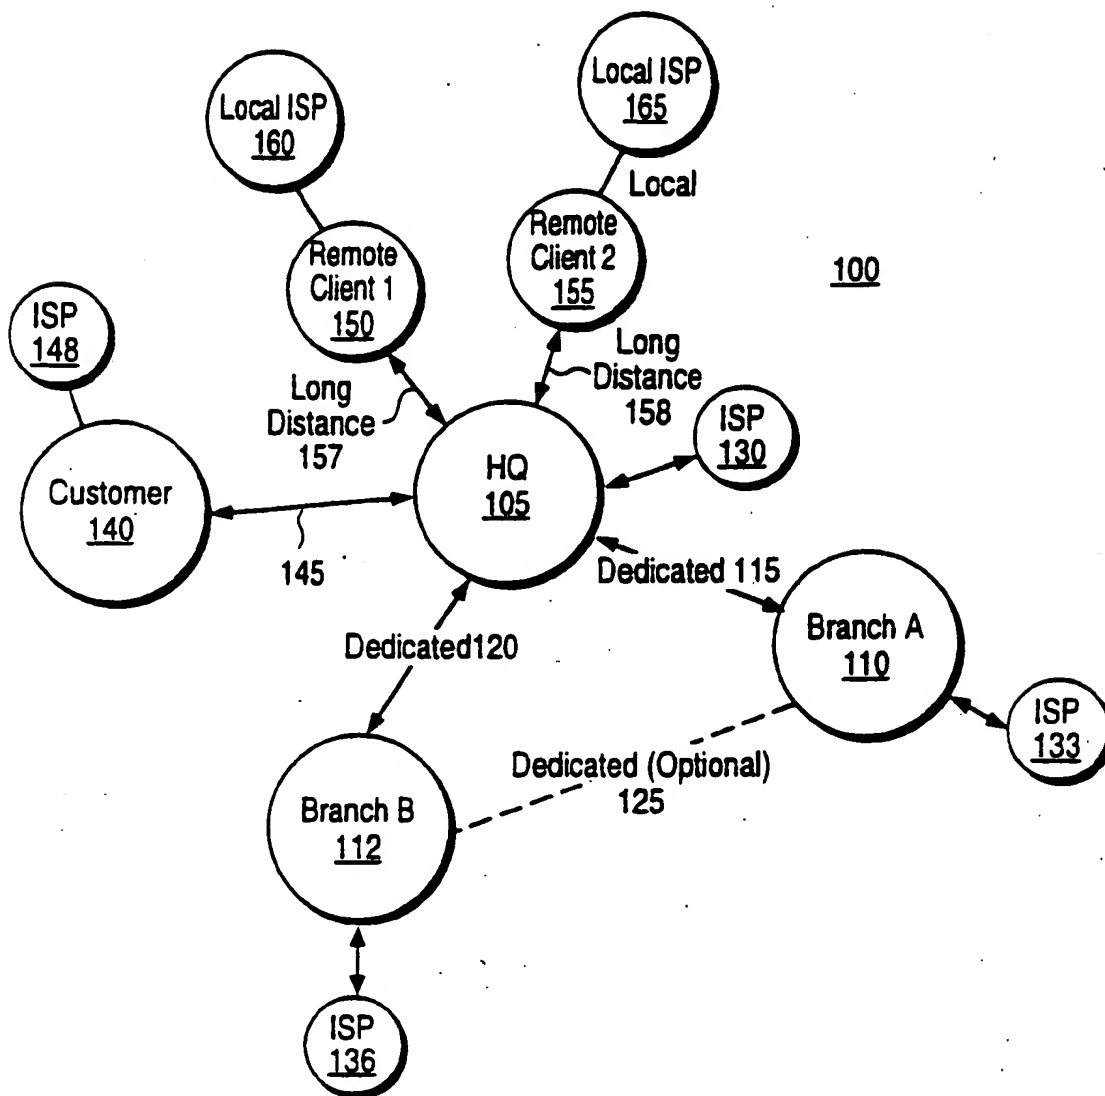 Local ISP
160
Local ISP
165
Local
Remote
Client 1
150
Remote
Client 2
155
100
ISP
148
Long
Distance
157
Long
Distance
158
ISP
130
HQ
105
Customer
140
145
Dedicated 115
Branch A
110
Dedicated120
ISP
133
Dedicated (Optional)
125
Branch B
112
ISP
136